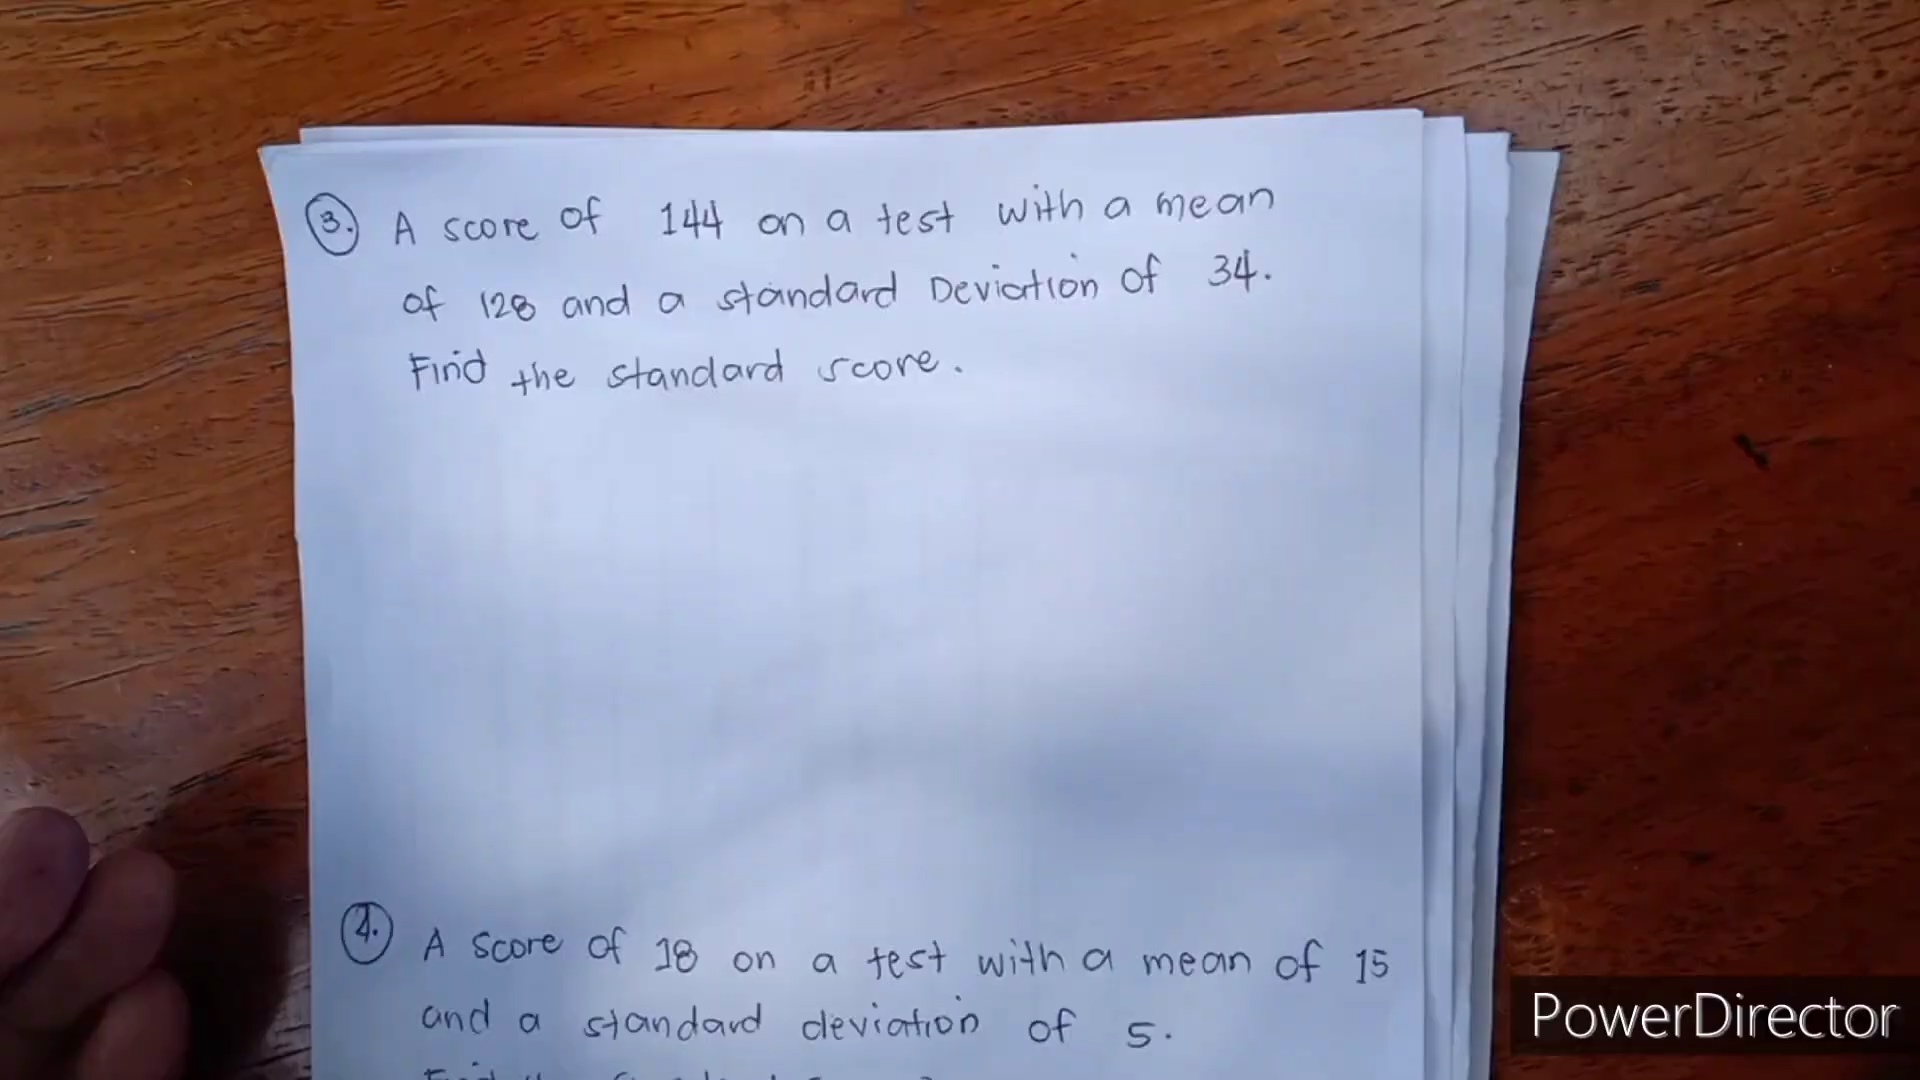 3. A score of 144 on a test with a mean
of 128 and a standard Deviation of 34.
Find the standard score.
4. A score of 18 on a test with a mean of 15
and a standard deviation of 5.
PowerDirector